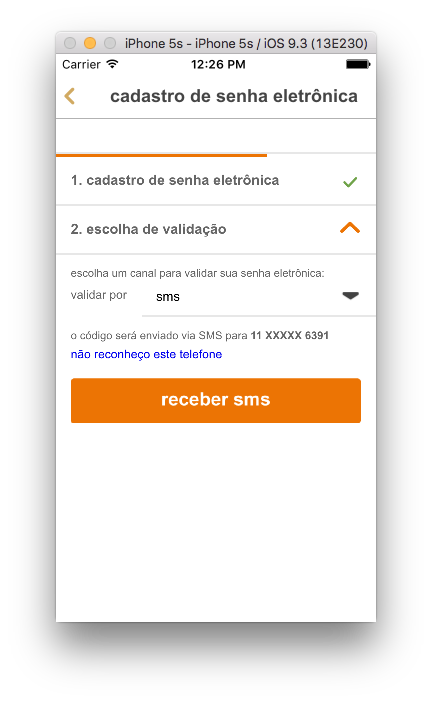 iPhone 5s - iPhone 5s / iOS 9.3 (13E230)
Carrier 12:26 PM
cadastro de senha eletrônica
1. cadastro de senha eletrônica
2. escolha de validação
escolha um canal para validar sua senha eletrônica:
validar por sms
o código será enviado via SMS para 11 XXXXX 6391
não reconheço este telefone
receber sms